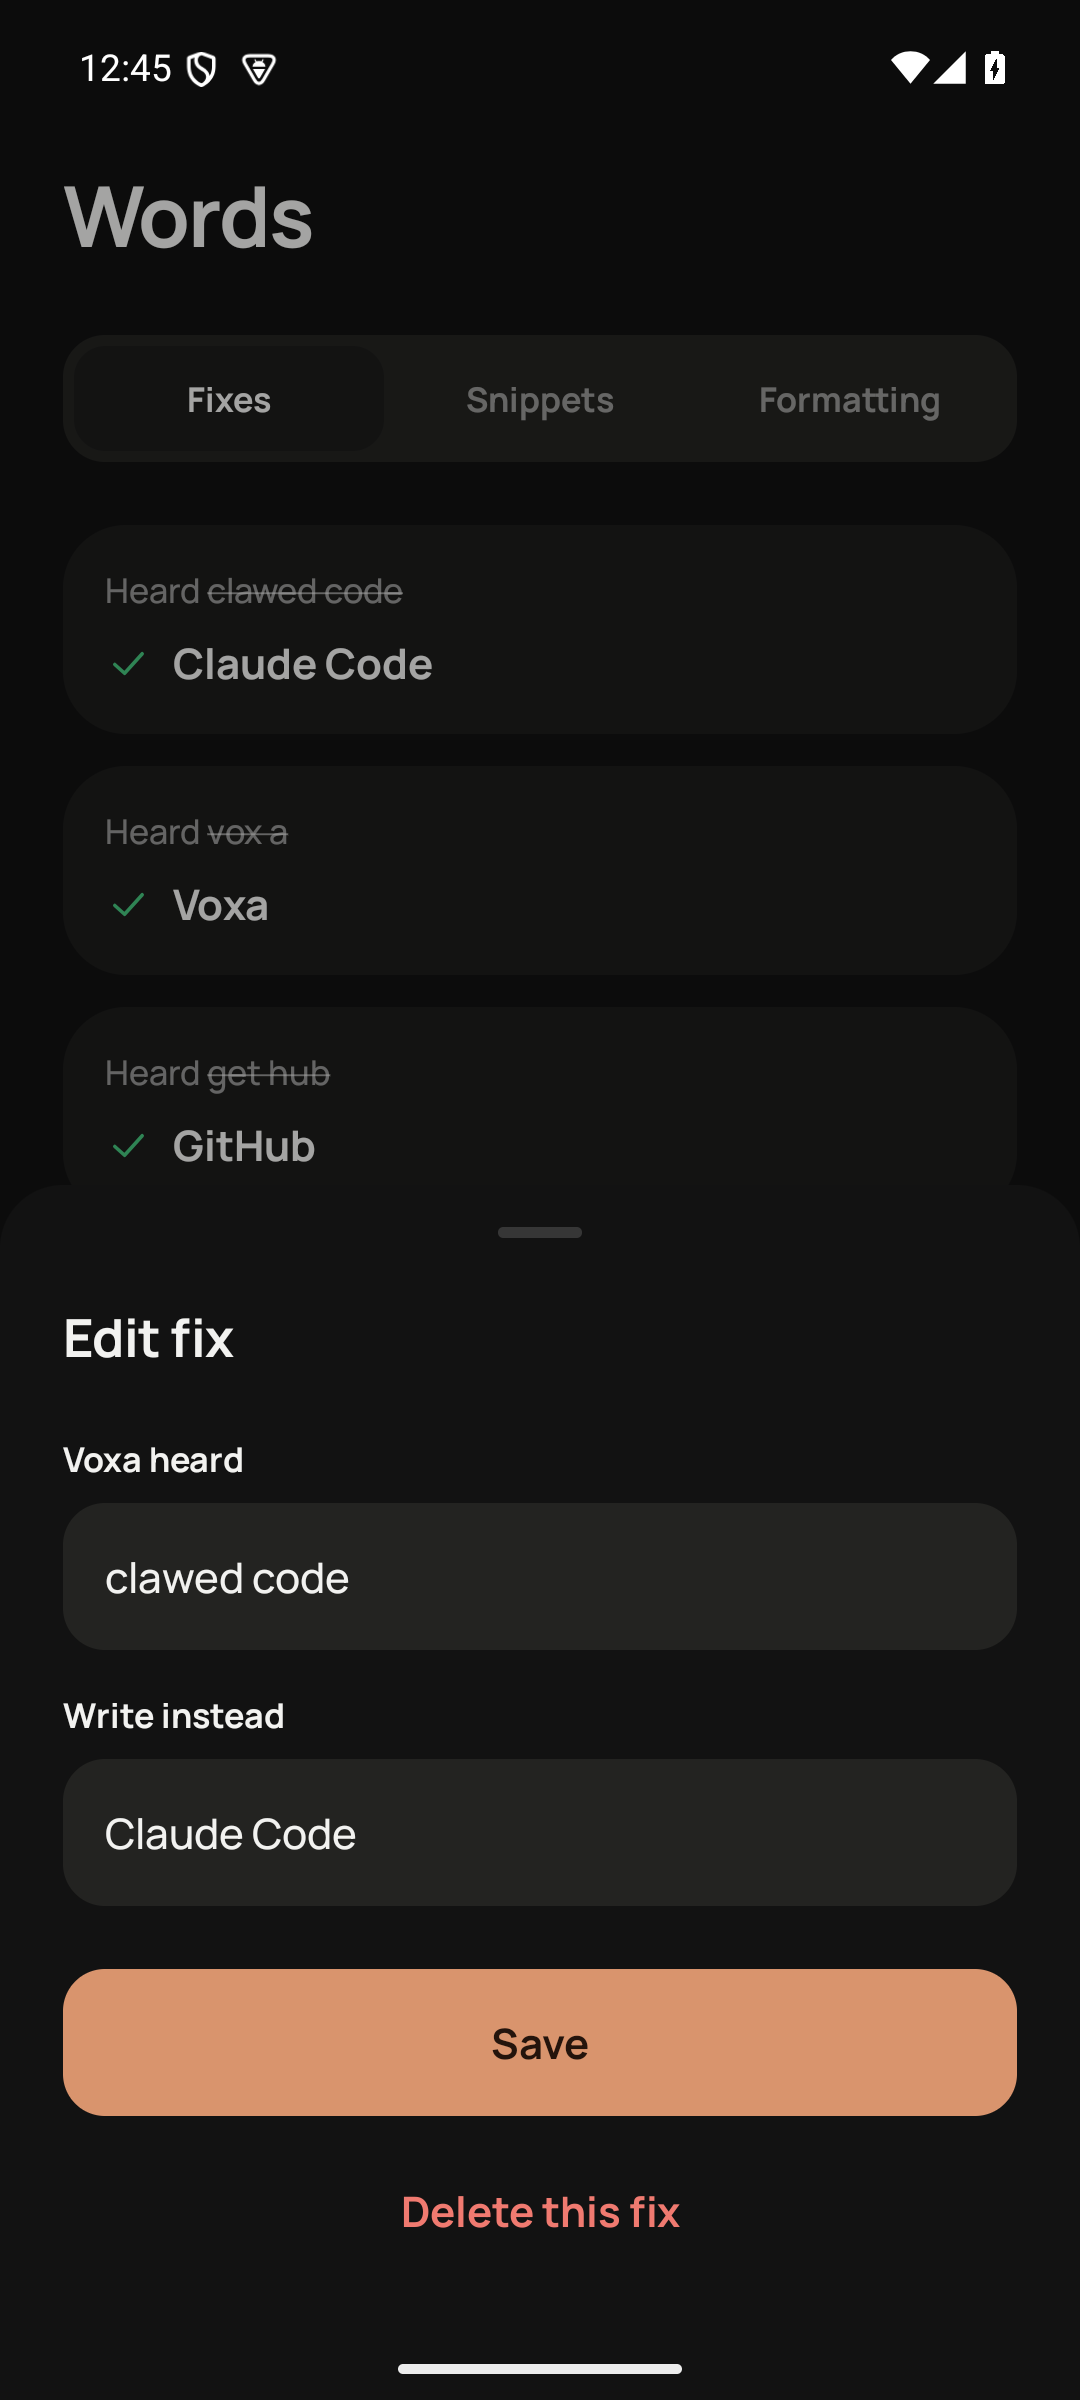 12:45
Words
Fixes Snippets Formatting
Heard clawed code
Claude Code
Heard vox a
Voxa
Heard get hub
GitHub
Edit fix
Voxa heard
clawed code
Write instead
Claude Code
Save
Delete this fix